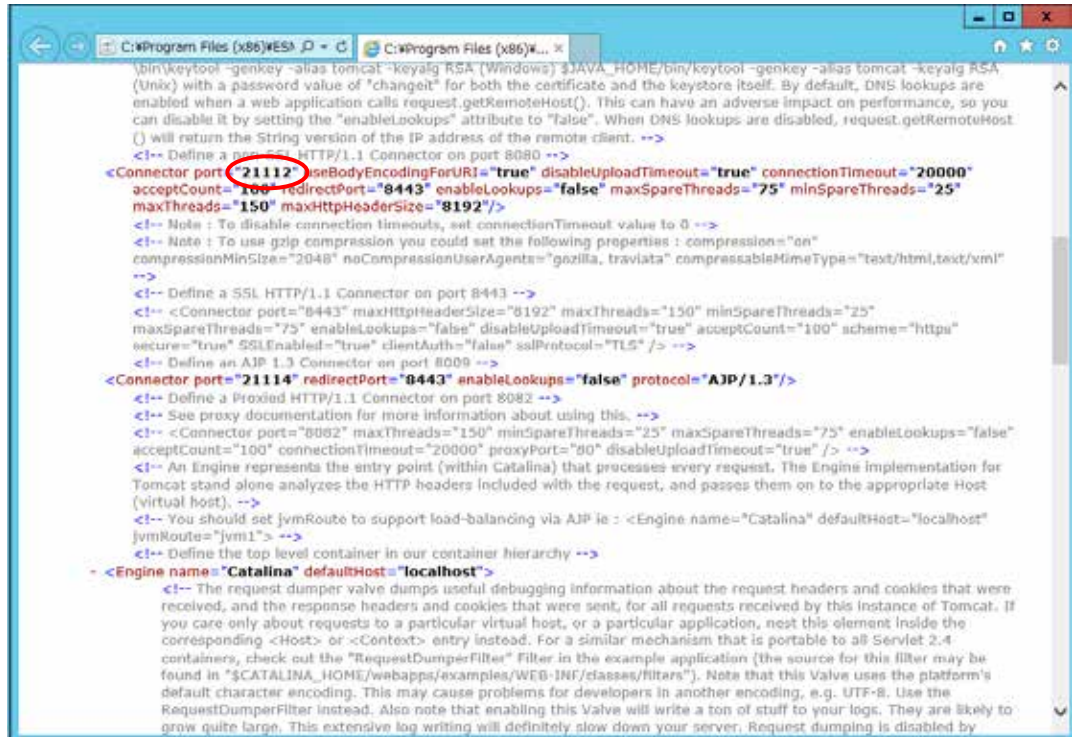 C:¥Program Files (x86)¥ESM
C:¥Program Files (x86)¥...
\bin\keytool -genkey -alias tomcat -keyalg RSA (Windows) $JAVA_HOME/bin/keytool -genkey -alias tomcat -keyalg RSA
(Unix) with a password value of "changeit" for both the certificate and the keystore itself. By default, DNS lookups are
enabled when a web application calls request.getRemoteHost(). This can have an adverse impact on performance, so you
can disable it by setting the "enableLookups" attribute to "false". When DNS lookups are disabled, request.getRemoteHost
() will return the String version of the IP address of the remote client. -->
<!-- Define a non-SSL HTTP/1.1 Connector on port 8080 -->
<Connector port="21112" useBodyEncodingForURI="true" disableUploadTimeout="true" connectionTimeout="20000"
acceptCount="100" redirectPort="8443" enableLookups="false" maxSpareThreads="75" minSpareThreads="25"
maxThreads="150" maxHttpHeaderSize="8192"/>
<!-- Note : To disable connection timeouts, set connectionTimeout value to 0 -->
<!-- Note : To use gzip compression you could set the following properties : compression="on"
compressionMinSize="2048" noCompressionUserAgents="gozilla, traviata" compressableMimeType="text/html,text/xml"
-->
<!-- Define a SSL HTTP/1.1 Connector on port 8443 -->
<!-- <Connector port="8443" maxHttpHeaderSize="8192" maxThreads="150" minSpareThreads="25"
maxSpareThreads="75" enableLookups="false" disableUploadTimeout="true" acceptCount="100" scheme="https"
secure="true" SSLEnabled="true" clientAuth="false" sslProtocol="TLS" /> -->
<!-- Define an AJP 1.3 Connector on port 8009 -->
<Connector port="21114" redirectPort="8443" enableLookups="false" protocol="AJP/1.3"/>
<!-- Define a Proxied HTTP/1.1 Connector on port 8082 -->
<!-- See proxy documentation for more information about using this. -->
<!-- <Connector port="8082" maxThreads="150" minSpareThreads="25" maxSpareThreads="75" enableLookups="false"
acceptCount="100" connectionTimeout="20000" proxyPort="80" disableUploadTimeout="true" /> -->
<!-- An Engine represents the entry point (within Catalina) that processes every request. The Engine implementation for
Tomcat stand alone analyzes the HTTP headers included with the request, and passes them on to the appropriate Host
(virtual host). -->
<!-- You should set jvmRoute to support load-balancing via AJP ie : <Engine name="Catalina" defaultHost="localhost"
jvmRoute="jvm1"> -->
<!-- Define the top level container in our container hierarchy -->
- <Engine name="Catalina" defaultHost="localhost">
<!-- The request dumper valve dumps useful debugging information about the request headers and cookies that were
received, and the response headers and cookies that were sent, for all requests received by this instance of Tomcat. If
you care only about requests to a particular virtual host, or a particular application, nest this element inside the
corresponding <Host> or <Context> entry instead. For a similar mechanism that is portable to all Servlet 2.4
containers, check out the "RequestDumperFilter" Filter in the example application (the source for this filter may be
found in "$CATALINA_HOME/webapps/examples/WEB-INF/classes/filters"). Note that this Valve uses the platform's
default character encoding. This may cause problems for developers in another encoding, e.g. UTF-8. Use the
RequestDumperFilter instead. Also note that enabling this Valve will write a ton of stuff to your logs. They are likely to
grow quite large. This extensive log writing will definitely slow down your server. Request dumping is disabled by